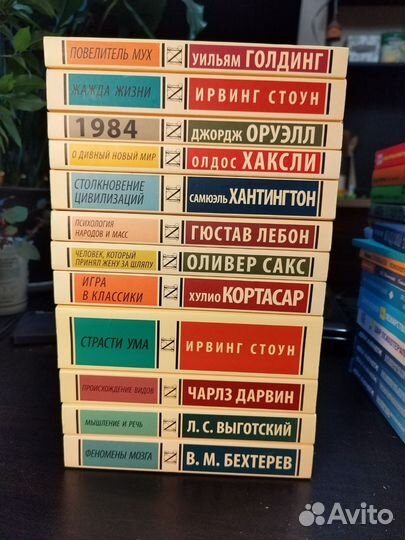 ПОВЕЛИТЕЛЬ МУХ УИЛЬЯМ ГОЛДИНГ
ЖАЖДА ЖИЗНИ ИРВИНГ СТОУН
1984 ДЖОРДЖ ОРУЭЛЛ
О ДИВНЫЙ НОВЫЙ МИР ОЛДОС ХАКСЛИ
СТОЛКНОВЕНИЕ
ЦИВИЛИЗАЦИЙ САМЮЭЛЬ ХАНТИНГТОН
ПСИХОЛОГИЯ
НАРОДОВ И МАСС ГЮСТАВ ЛЕБОН
ЧЕЛОВЕК, КОТОРЫЙ
ПРИНЯЛ ЖЕНУ ЗА ШЛЯПУ ОЛИВЕР САКС
ИГРА
В КЛАССИКИ ХУЛИО КОРТАСАР
СТРАСТИ УМА ИРВИНГ СТОУН
ПРОИСХОЖДЕНИЕ ВИДОВ ЧАРЛЗ ДАРВИН
МЫШЛЕНИЕ И РЕЧЬ Л. С. ВЫГОТСКИЙ
ФЕНОМЕНЫ МОЗГА В. М. БЕХТЕРЕВ
Avito